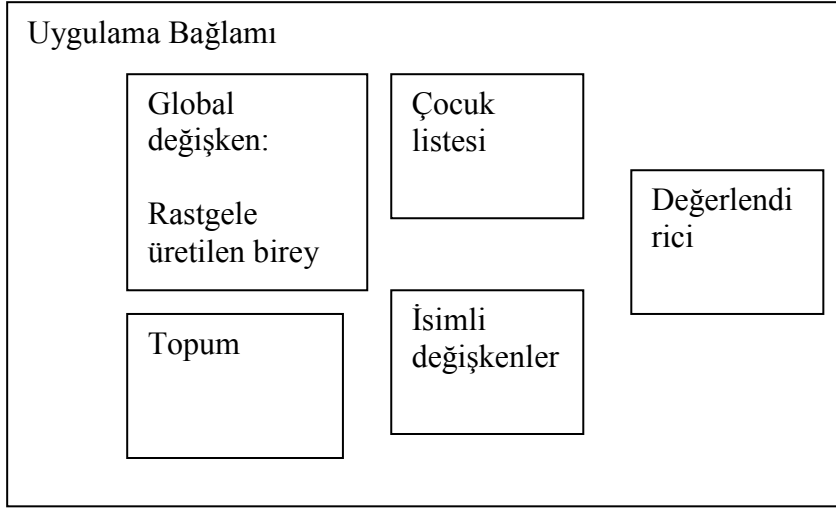 Uygulama Bağlamı
Global
değişken:
Rastgele
üretilen birey
Çocuk
listesi
Değerlendi
rici
Topum
İsimli
değişkenler